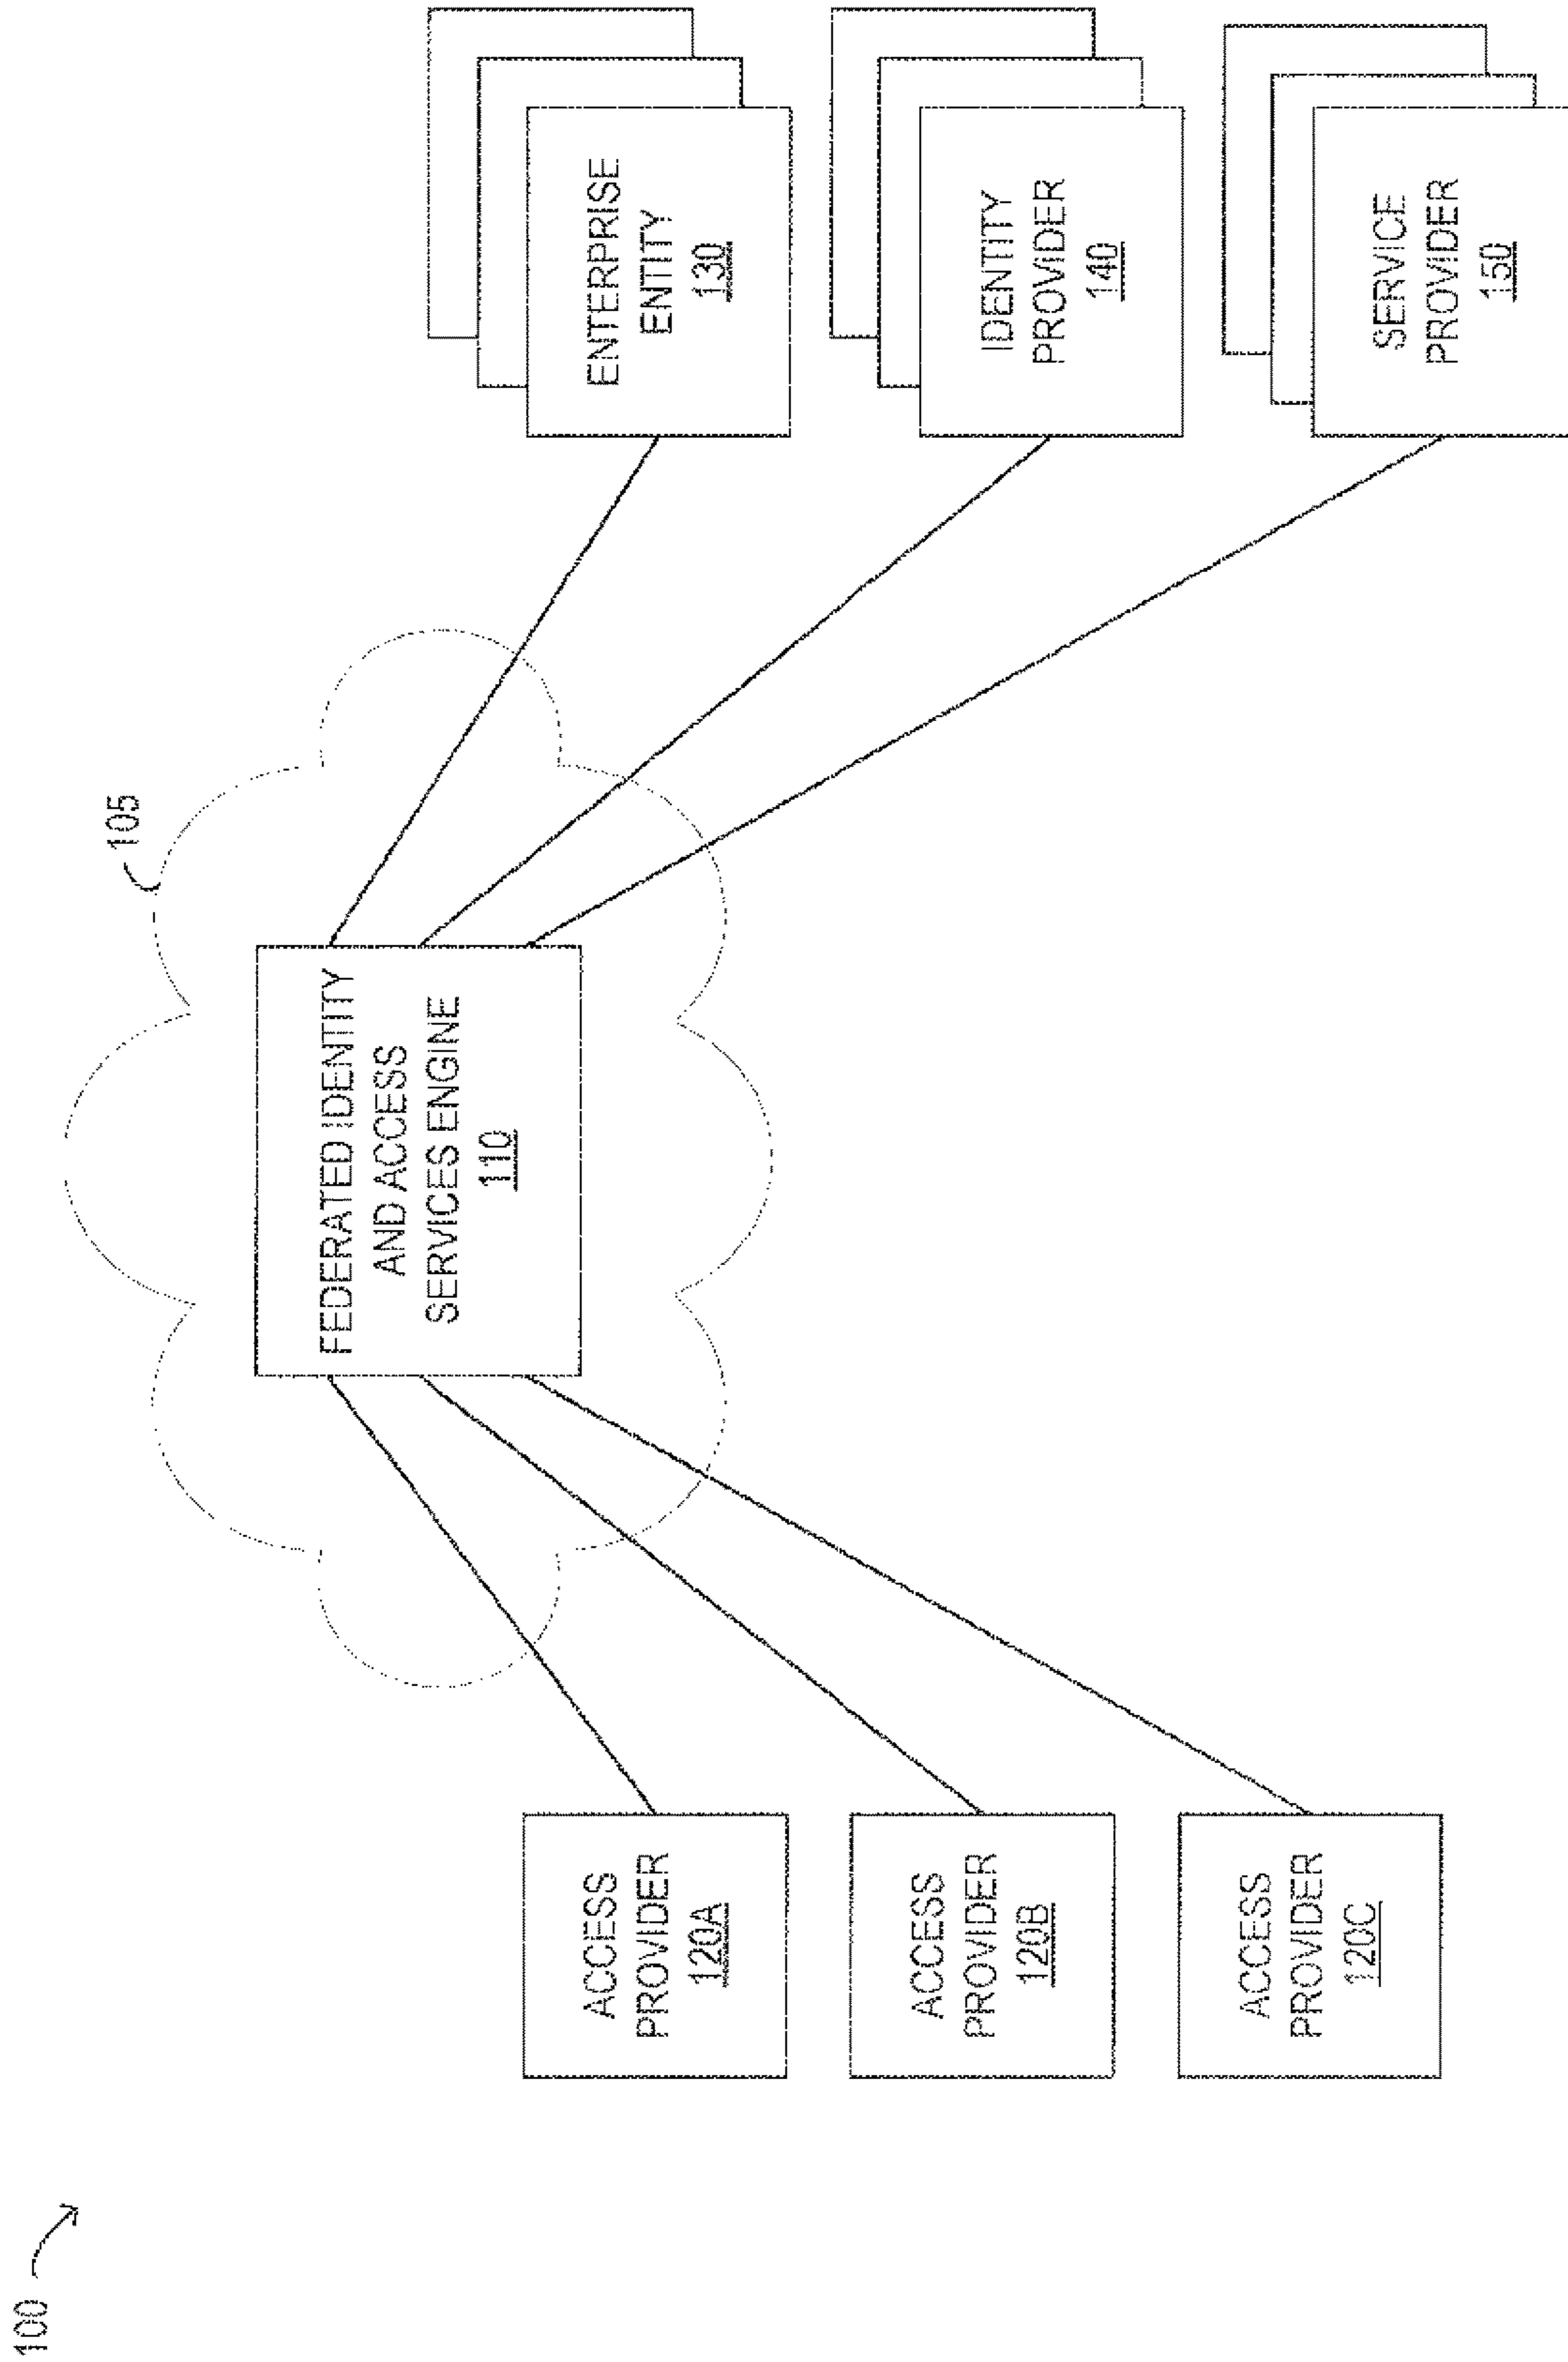 100
105
FEDERATED IDENTITY
AND ACCESS
SERVICES ENGINE
110
ACCESS
PROVIDER
120A
ACCESS
PROVIDER
120B
ACCESS
PROVIDER
120C
ENTERPRISE
ENTITY
130
IDENTITY
PROVIDER
140
SERVICE
PROVIDER
150